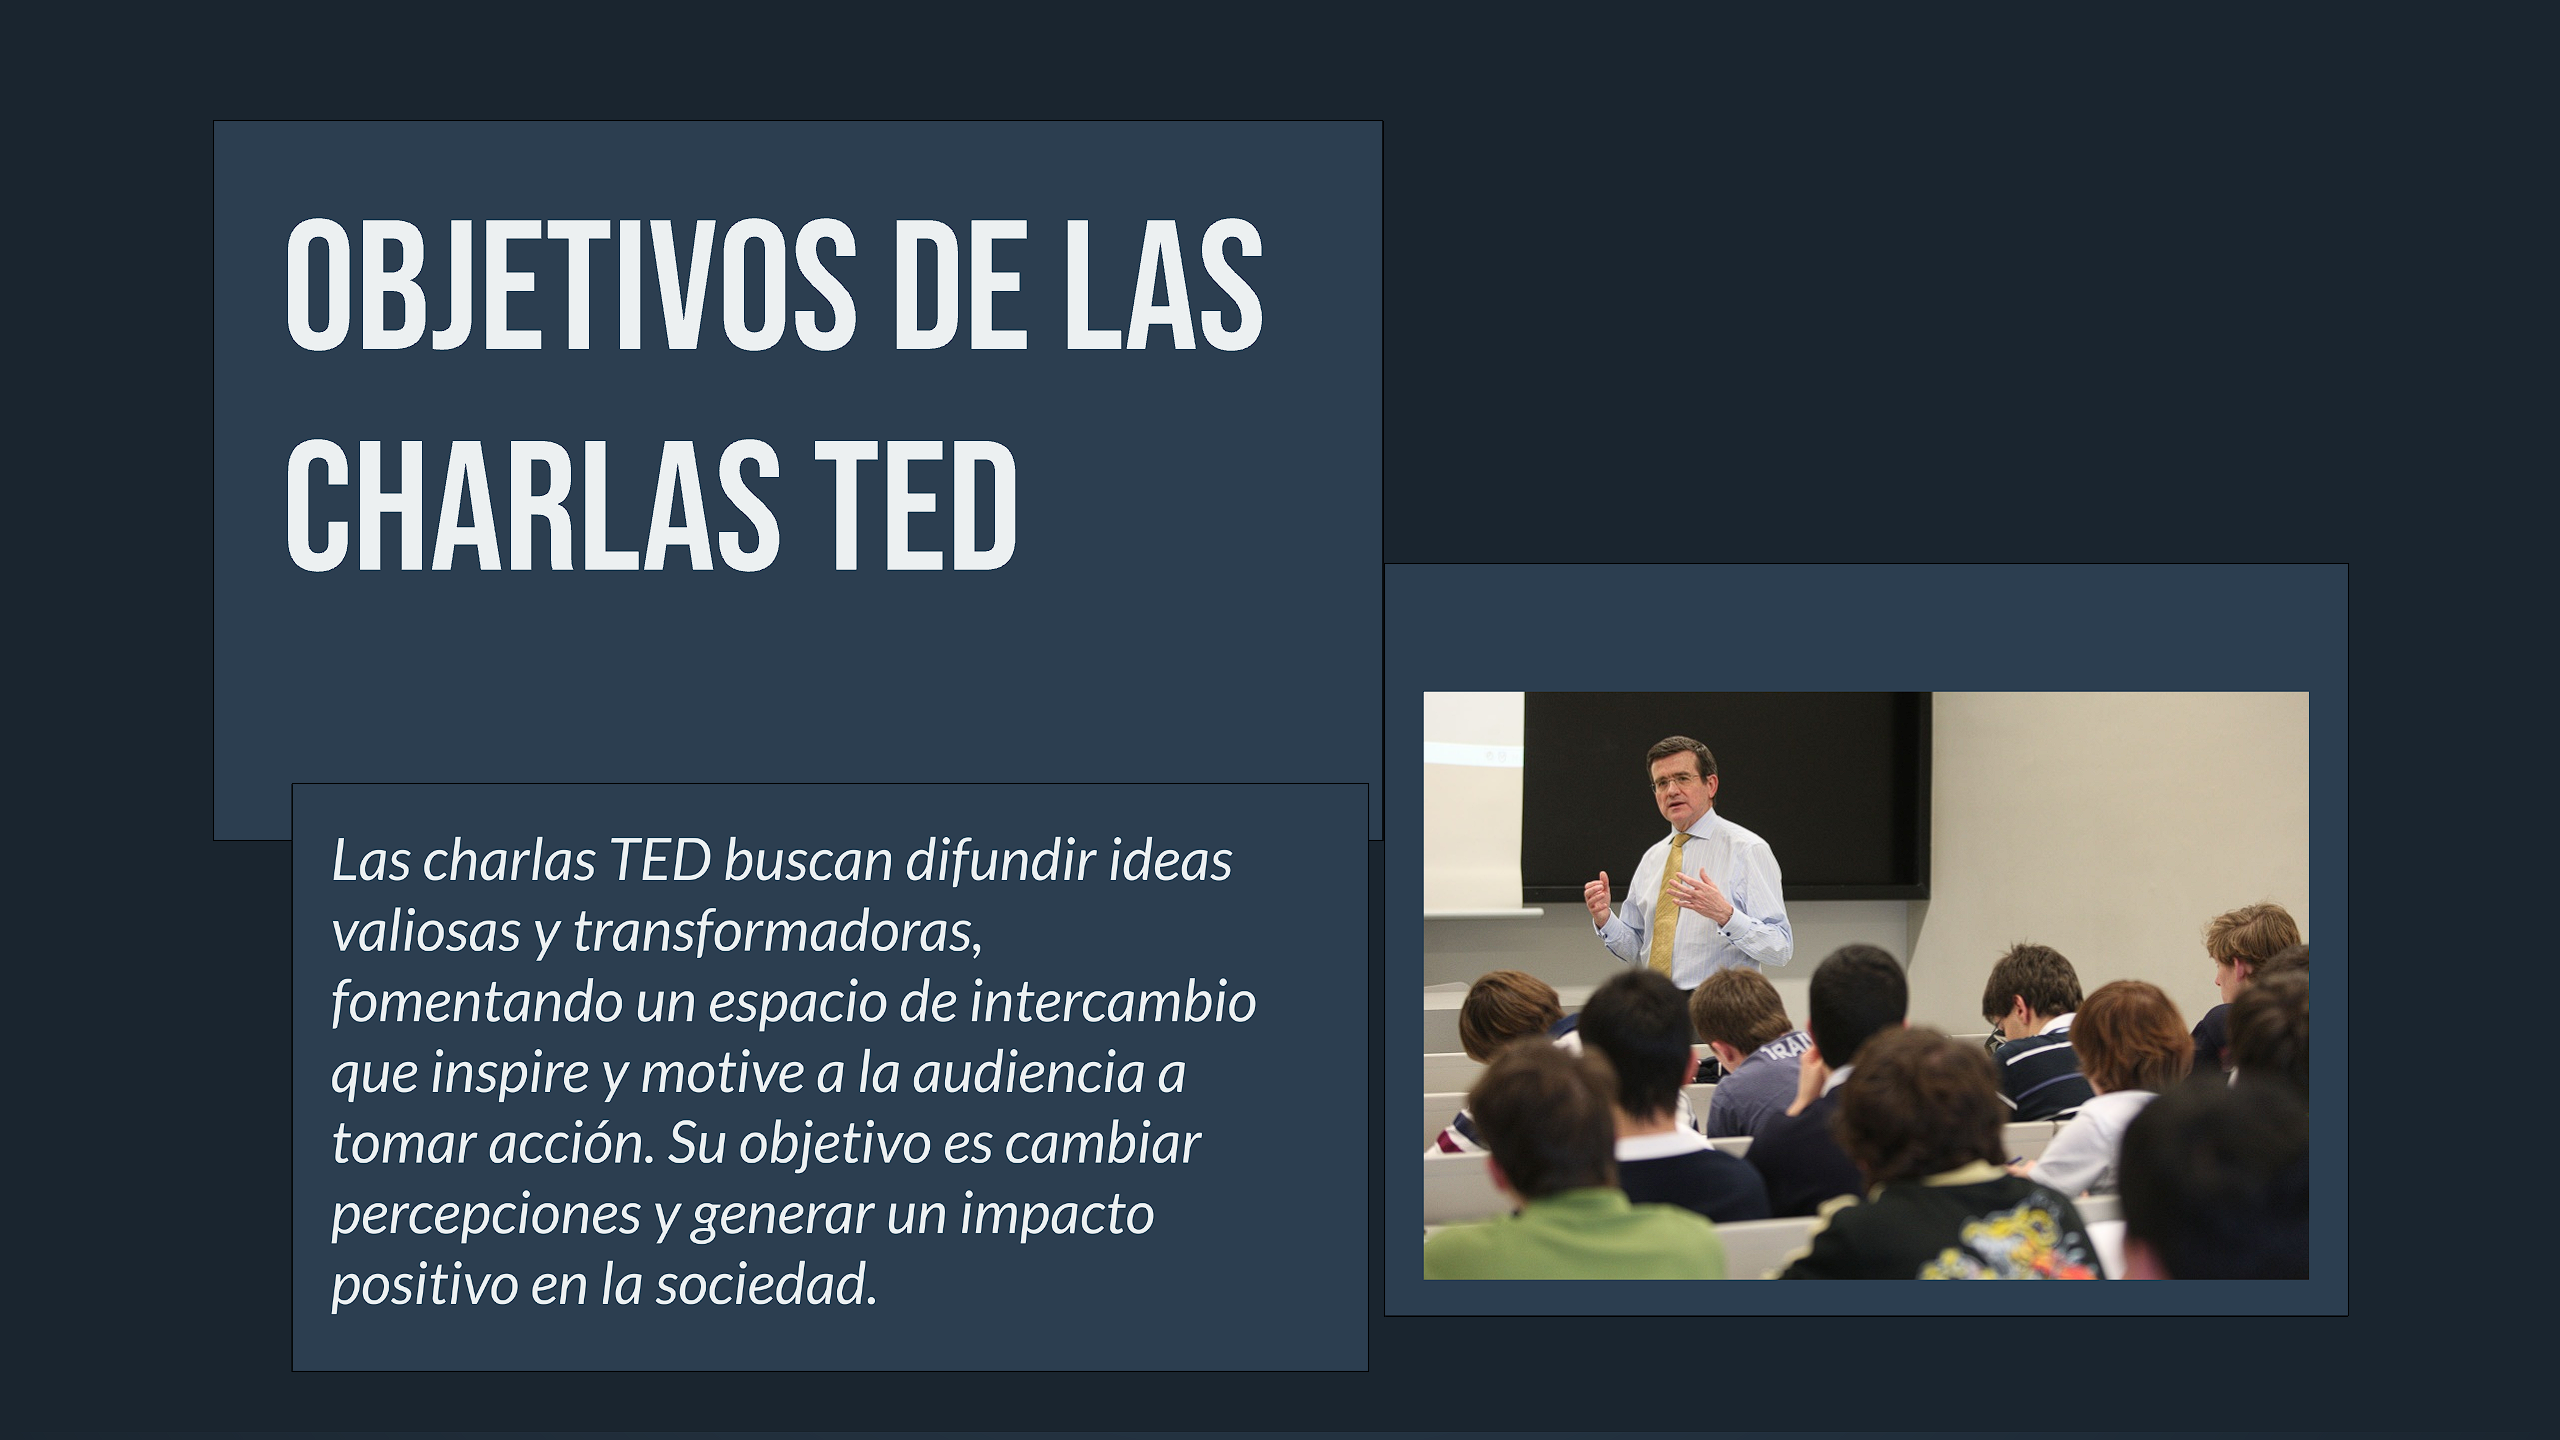 OBJETIVOS DE LAS
CHARLAS TED
Las charlas TED buscan difundir ideas
valiosas y transformadoras,
fomentando un espacio de intercambio
que inspire y motive a la audiencia a
tomar acción. Su objetivo es cambiar
percepciones y generar un impacto
positivo en la sociedad.